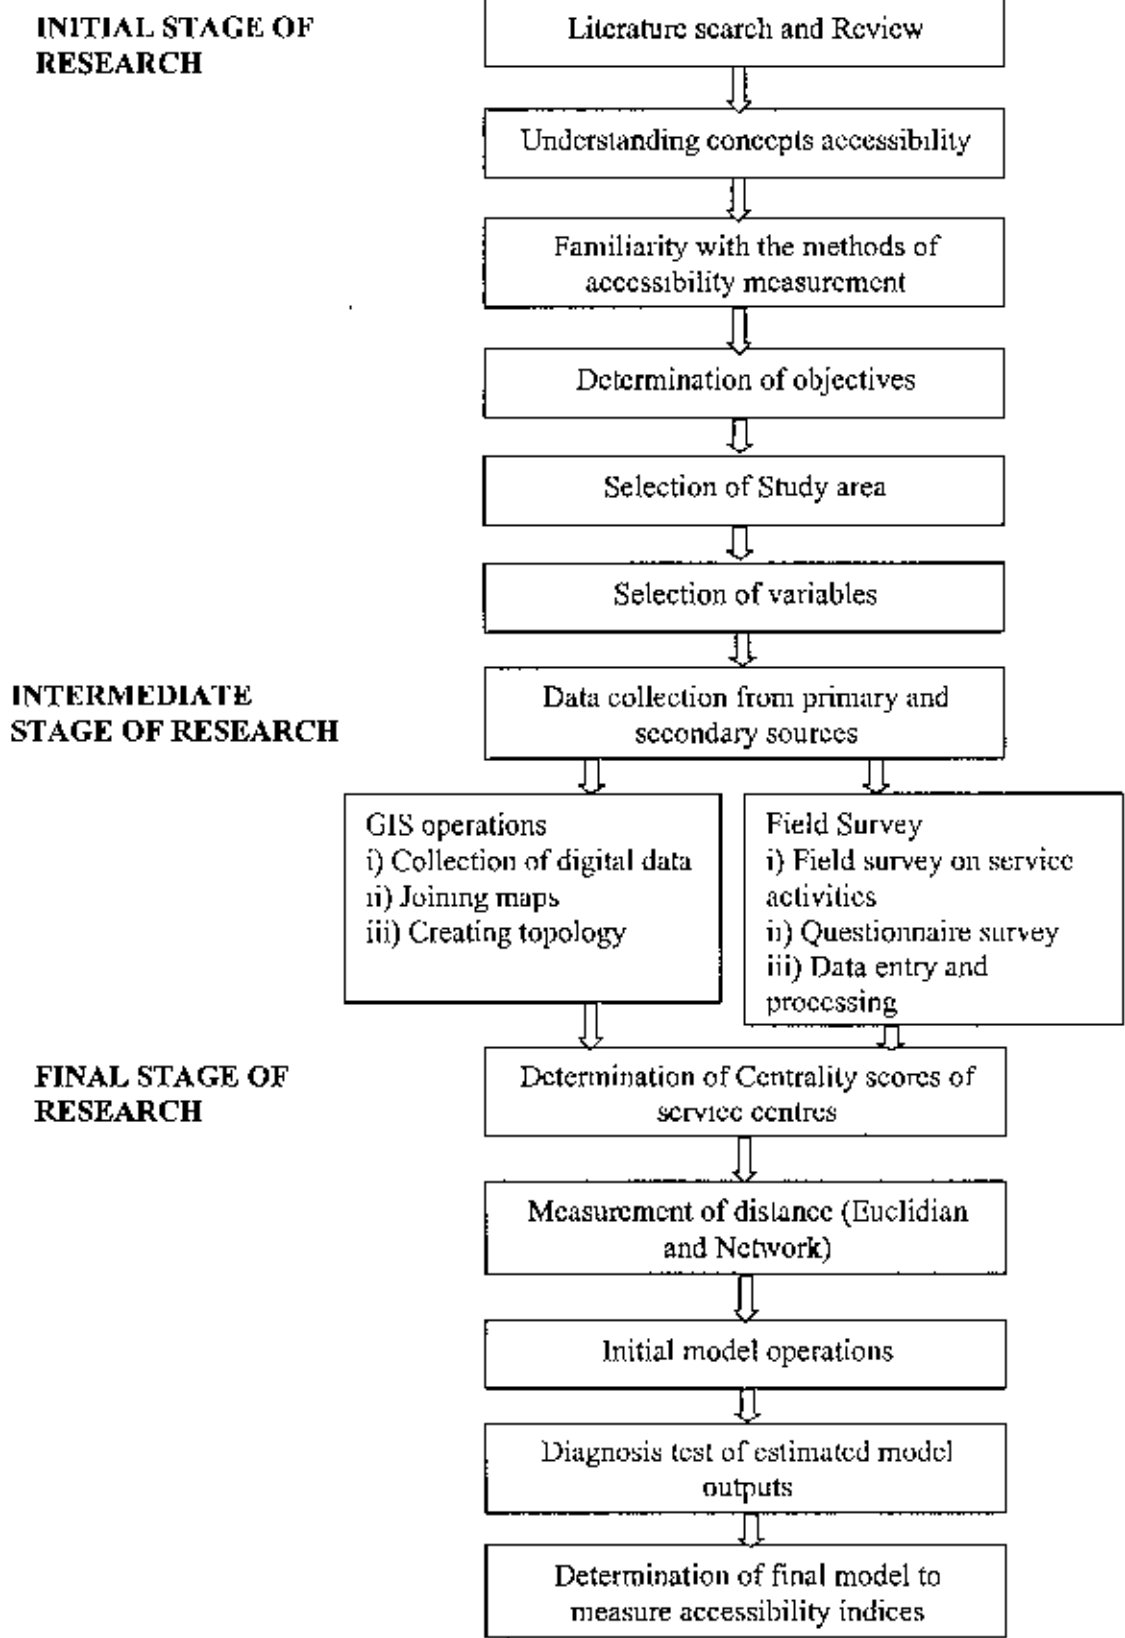 INITIAL STAGE OF
RESEARCH
Literature search and Review
Understanding concepts accessibility
Familiarity with the methods of
accessibility measurement
Determination of objectives
Selection of Study area
Selection of variables
INTERMEDIATE
STAGE OF RESEARCH
Data collection from primary and
secondary sources
GIS operations
i) Collection of digital data
ii) Joining maps
iii) Creating topology
Field Survey
i) Field survey on service
activities
ii) Questionnaire survey
iii) Data entry and
processing
FINAL STAGE OF
RESEARCH
Determination of Centrality scores of
service centres
Measurement of distance (Euclidian
and Network)
Initial model operations
Diagnosis test of estimated model
outputs
Determination of final model to
measure accessibility indices